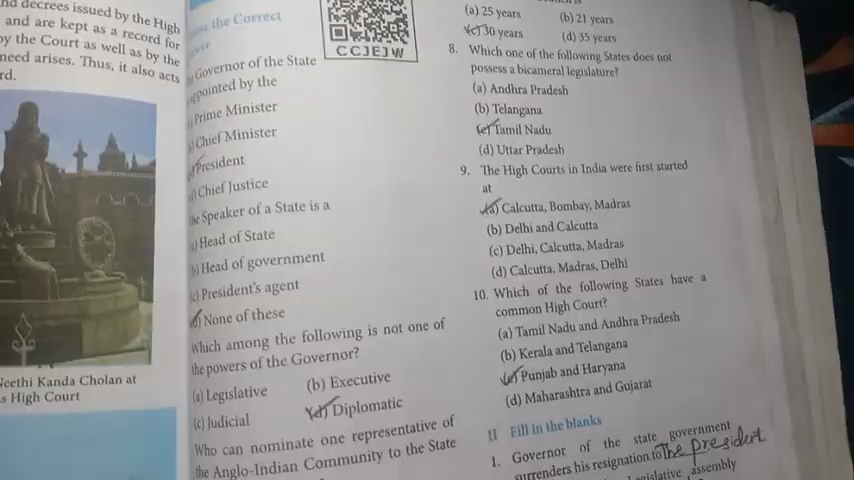 decrees issued by the High
and are kept as a record for
by the Court as well as by the
need arises. Thus, it also acts
the Correct
CCJEJW
Governor of the State
appointed by the
Prime Minister
Chief Minister
President
Chief Justice
Speaker of a State is a
Head of State
Head of government
(c) President's agent
(d) None of these
Which among the following is not one of
the powers of the Governor?
(a) Legislative (b) Executive
(c) Judicial (d) Diplomatic
Who can nominate one representative of
the Anglo-Indian Community to the State
Neethi Kanda Cholan at
High Court
(a) 25 years (b) 21 years
(c) 30 years (d) 35 years
8. Which one of the following States does not
possess a bicameral legislature?
(a) Andhra Pradesh
(b) Telangana
(c) Tamil Nadu
(d) Uttar Pradesh
9. The High Courts in India were first started
at
(a) Calcutta, Bombay, Madras
(b) Delhi and Calcutta
(c) Delhi, Calcutta, Madras
(d) Calcutta, Madras, Delhi
10. Which of the following States have a
common High Court?
(a) Tamil Nadu and Andhra Pradesh
(b) Kerala and Telangana
(c) Punjab and Haryana
(d) Maharashtra and Gujarat
II Fill in the blanks
1. Governor of the state government
surrenders his resignation to The president
assembly